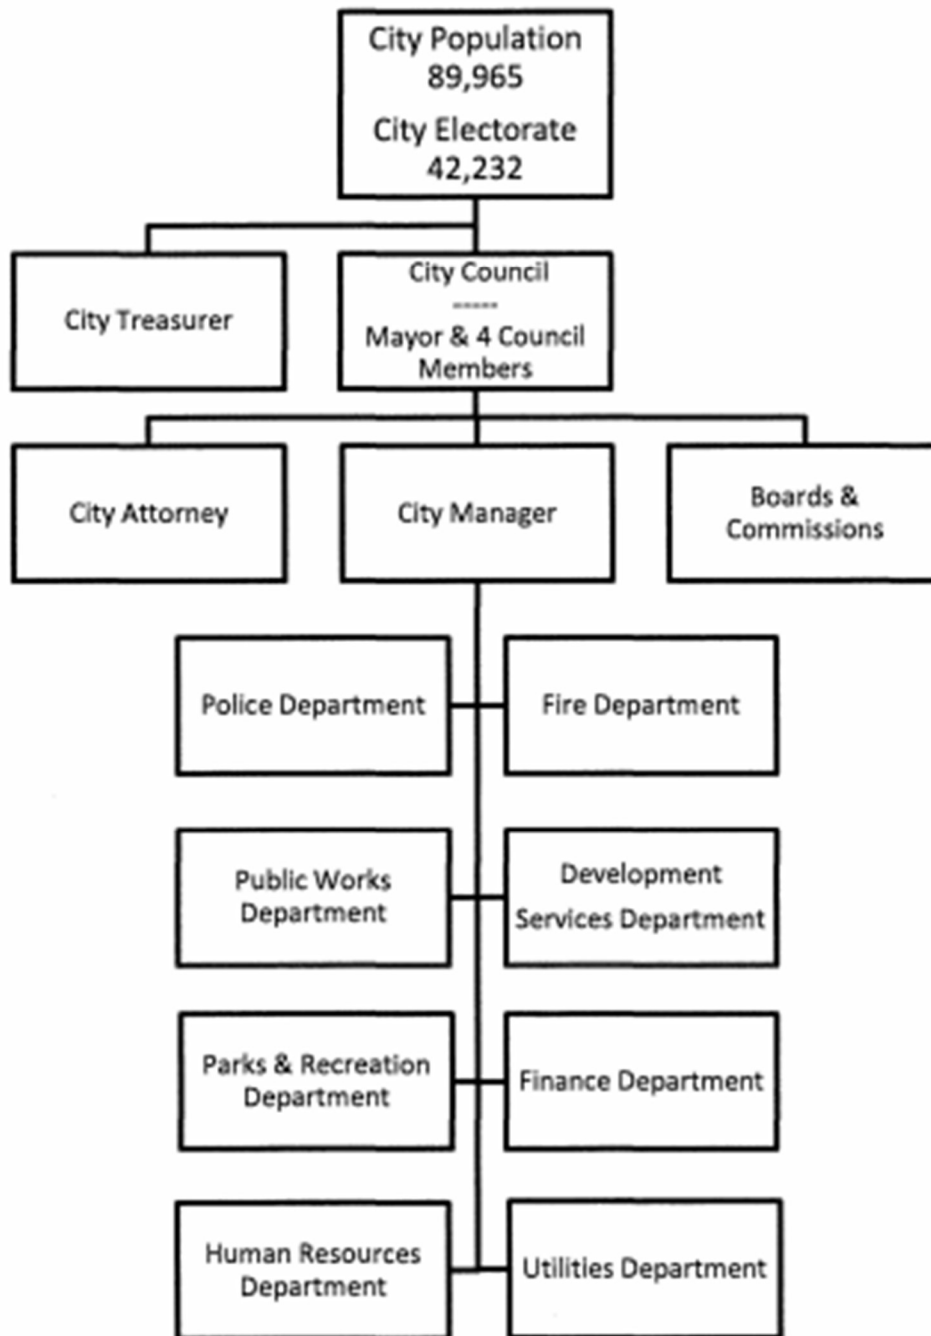 City Population
89,965
City Electorate
42,232
City Treasurer
City Council
-----
Mayor & 4 Council
Members
City Attorney
City Manager
Boards &
Commissions
Police Department
Fire Department
Public Works
Department
Development
Services Department
Parks & Recreation
Department
Finance Department
Human Resources
Department
Utilities Department